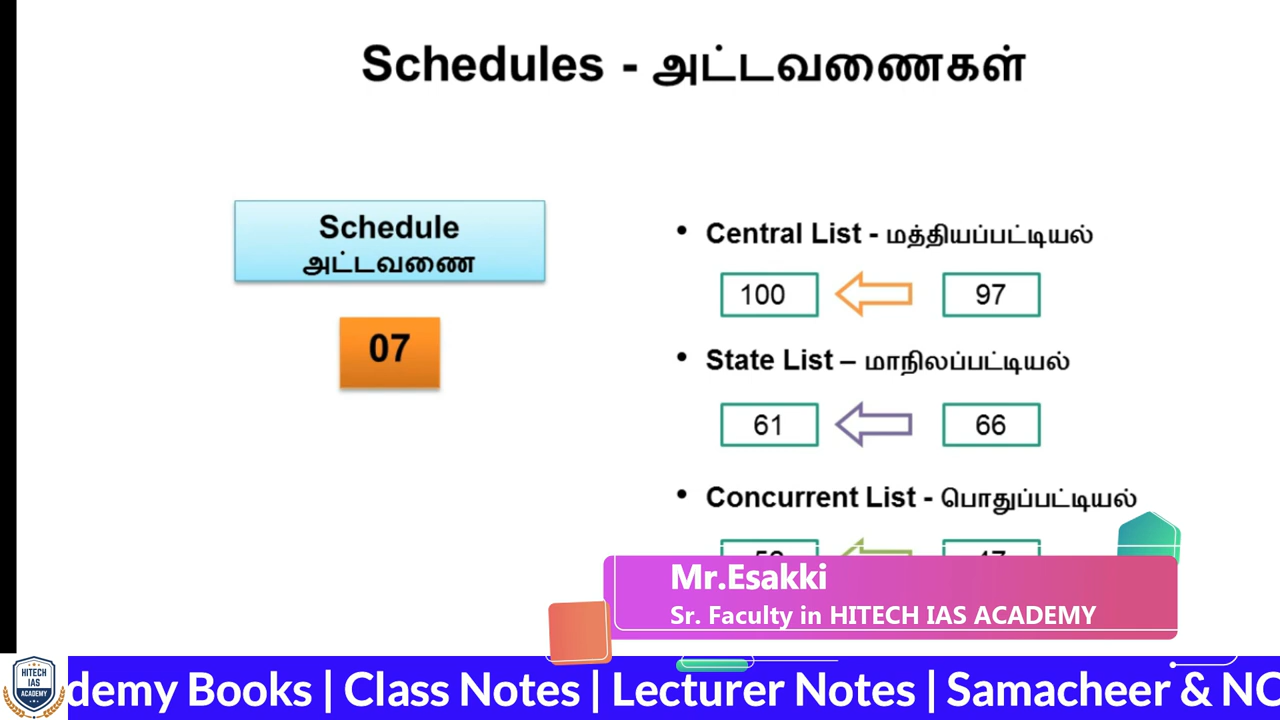 Schedules - அட்டவணைகள்
Schedule
அட்டவணை
07
• Central List - மத்தியப்பட்டியல்
100 97
• State List – மாநிலப்பட்டியல்
61 66
• Concurrent List - பொதுப்பட்டியல்
Mr.Esakki
Sr. Faculty in HITECH IAS ACADEMY
HITECH
IAS
ACADEMY
demy Books | Class Notes | Lecturer Notes | Samacheer & NC